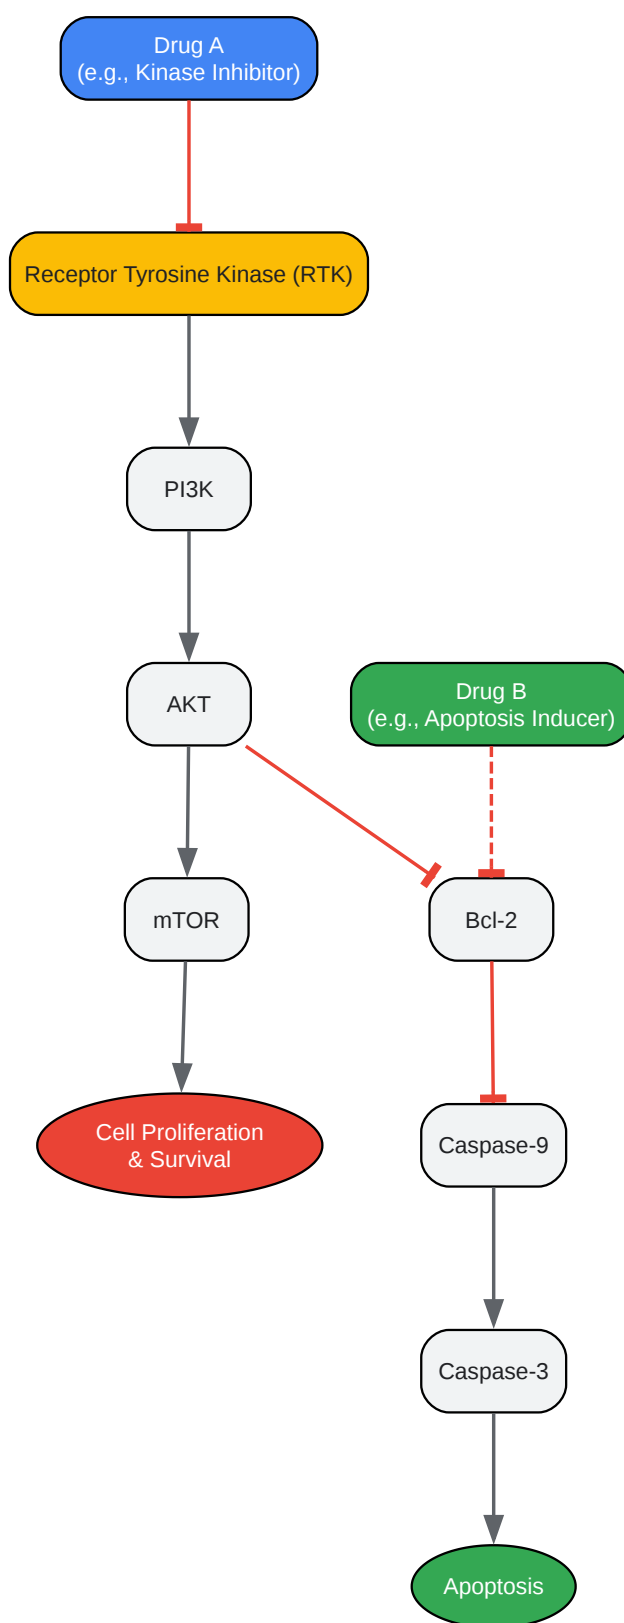 Drug A
(e.g., Kinase Inhibitor)
Receptor Tyrosine Kinase (RTK)
PI3K
AKT
Drug B
(e.g., Apoptosis Inducer)
mTOR
Bcl-2
Cell Proliferation
& Survival
Caspase-9
Caspase-3
Apoptosis